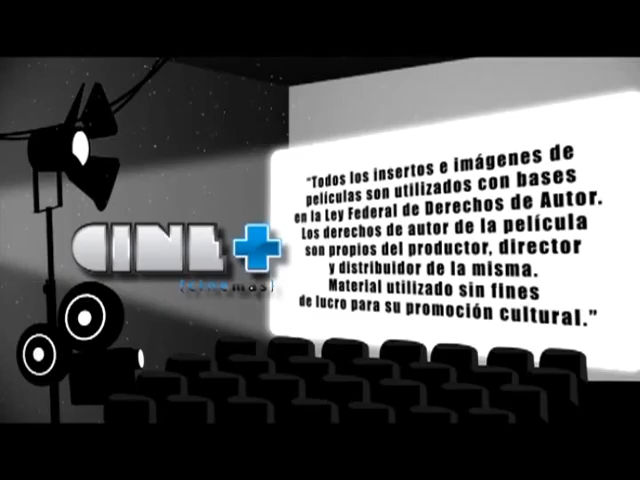 CINE+
(cinemas)
"Todos los insertos e imágenes de
películas son utilizados con bases
en la Ley Federal de Derechos de Autor.
Los derechos de autor de la película
son propios del productor, director
y distribuidor de la misma.
Material utilizado sin fines
de lucro para su promoción cultural."